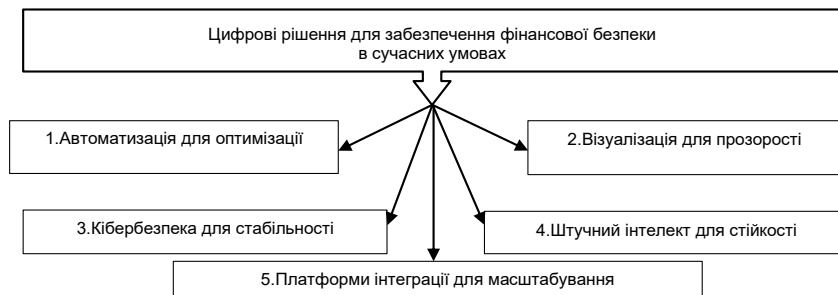 Цифрові рішення для забезпечення фінансової безпеки
в сучасних умовах
1.Автоматизація для оптимізації
2.Візуалізація для прозорості
3.Кібербезпека для стабільності
4.Штучний інтелект для стійкості
5.Платформи інтеграції для масштабування